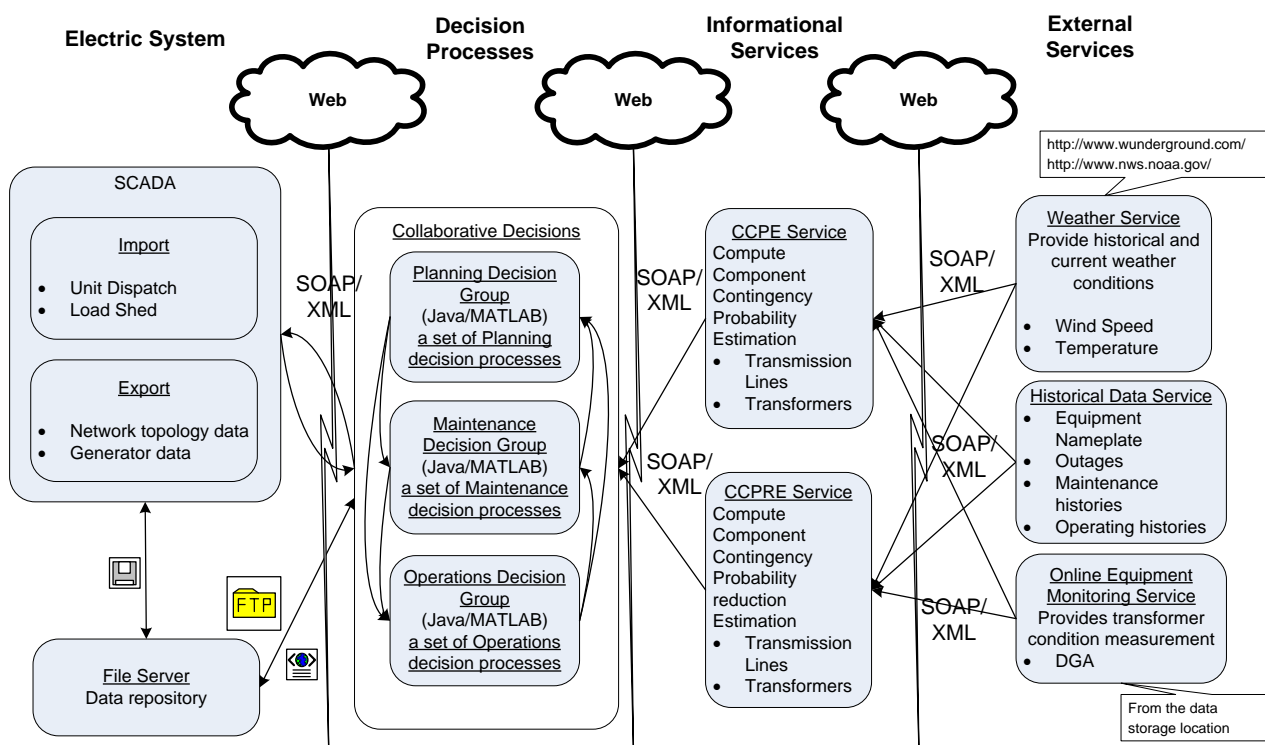 Electric System
Decision
Processes
Informational
Services
External
Services
Web
Web
Web
http://www.wunderground.com/
http://www.nws.noaa.gov/
SCADA
Import
• Unit Dispatch
• Load Shed
Export
• Network topology data
• Generator data
File Server
Data repository
FTP
SOAP/
XML
Collaborative Decisions
Planning Decision
Group
(Java/MATLAB)
a set of Planning
decision processes
Maintenance
Decision Group
(Java/MATLAB)
a set of Maintenance
decision processes
Operations Decision
Group
(Java/MATLAB)
a set of Operations
decision processes
SOAP/
XML
SOAP/
XML
CCPE Service
Compute
Component
Contingency
Probability
Estimation
• Transmission
Lines
• Transformers
CCPRE Service
Compute
Component
Contingency
Probability
reduction
Estimation
• Transmission
Lines
• Transformers
SOAP/
XML
SOAP/
XML
SOAP/
XML
Weather Service
Provide historical and
current weather
conditions
• Wind Speed
• Temperature
Historical Data Service
• Equipment
Nameplate
• Outages
• Maintenance
histories
• Operating histories
Online Equipment
Monitoring Service
Provides transformer
condition measurement
• DGA
From the data
storage location